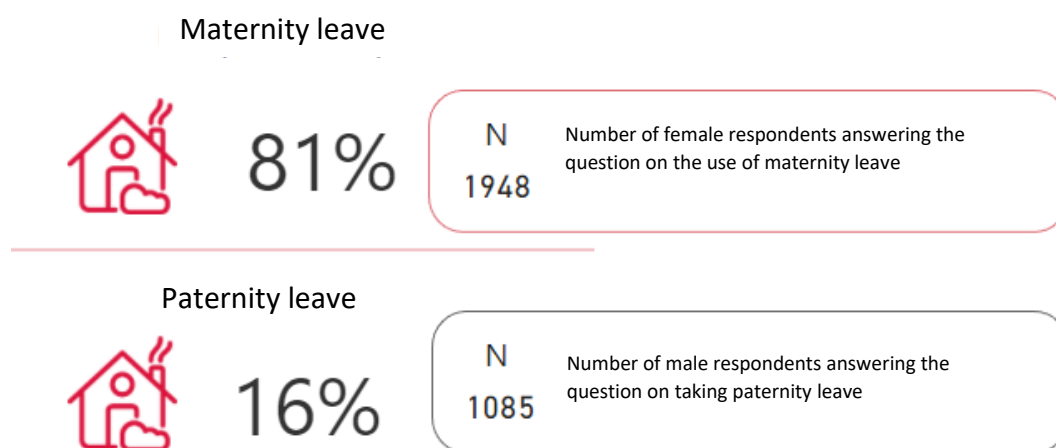 Maternity leave
81%
N
1948
Number of female respondents answering the
question on the use of maternity leave
Paternity leave
16%
N
1085
Number of male respondents answering the
question on taking paternity leave